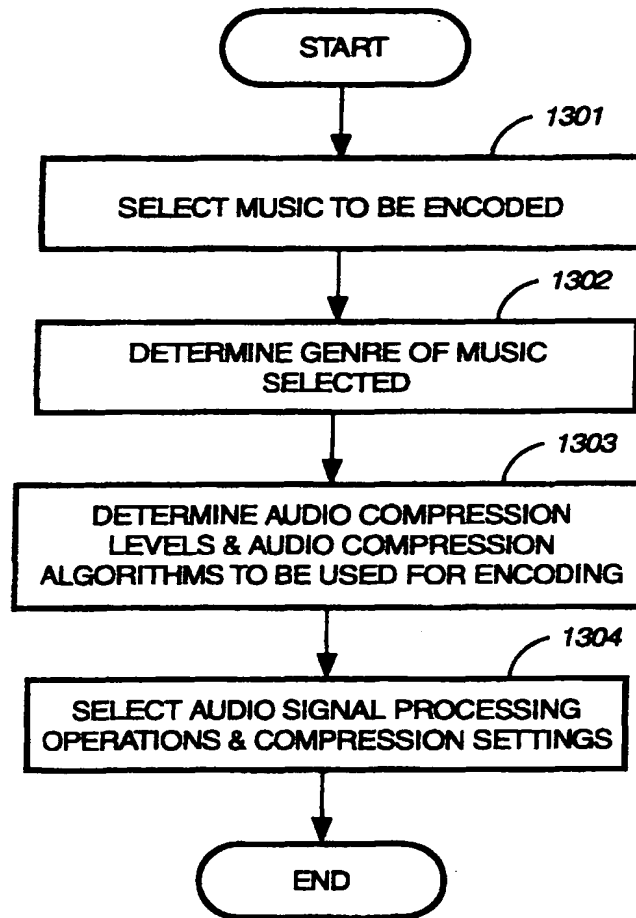 START
1301
SELECT MUSIC TO BE ENCODED
1302
DETERMINE GENRE OF MUSIC
SELECTED
1303
DETERMINE AUDIO COMPRESSION
LEVELS & AUDIO COMPRESSION
ALGORITHMS TO BE USED FOR ENCODING
1304
SELECT AUDIO SIGNAL PROCESSING
OPERATIONS & COMPRESSION SETTINGS
END